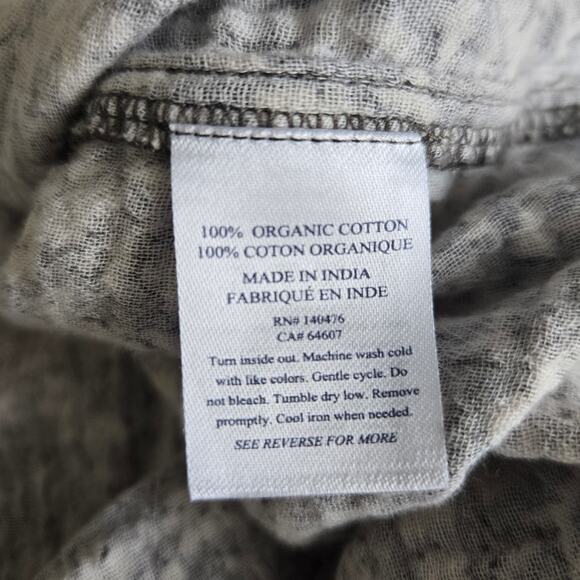 100% ORGANIC COTTON
100% COTON ORGANIQUE
MADE IN INDIA
FABRIQUÉ EN INDE
RN# 140476
CA# 64607
Turn inside out. Machine wash cold
with like colors. Gentle cycle. Do
not bleach. Tumble dry low. Remove
promptly. Cool iron when needed.
SEE REVERSE FOR MORE